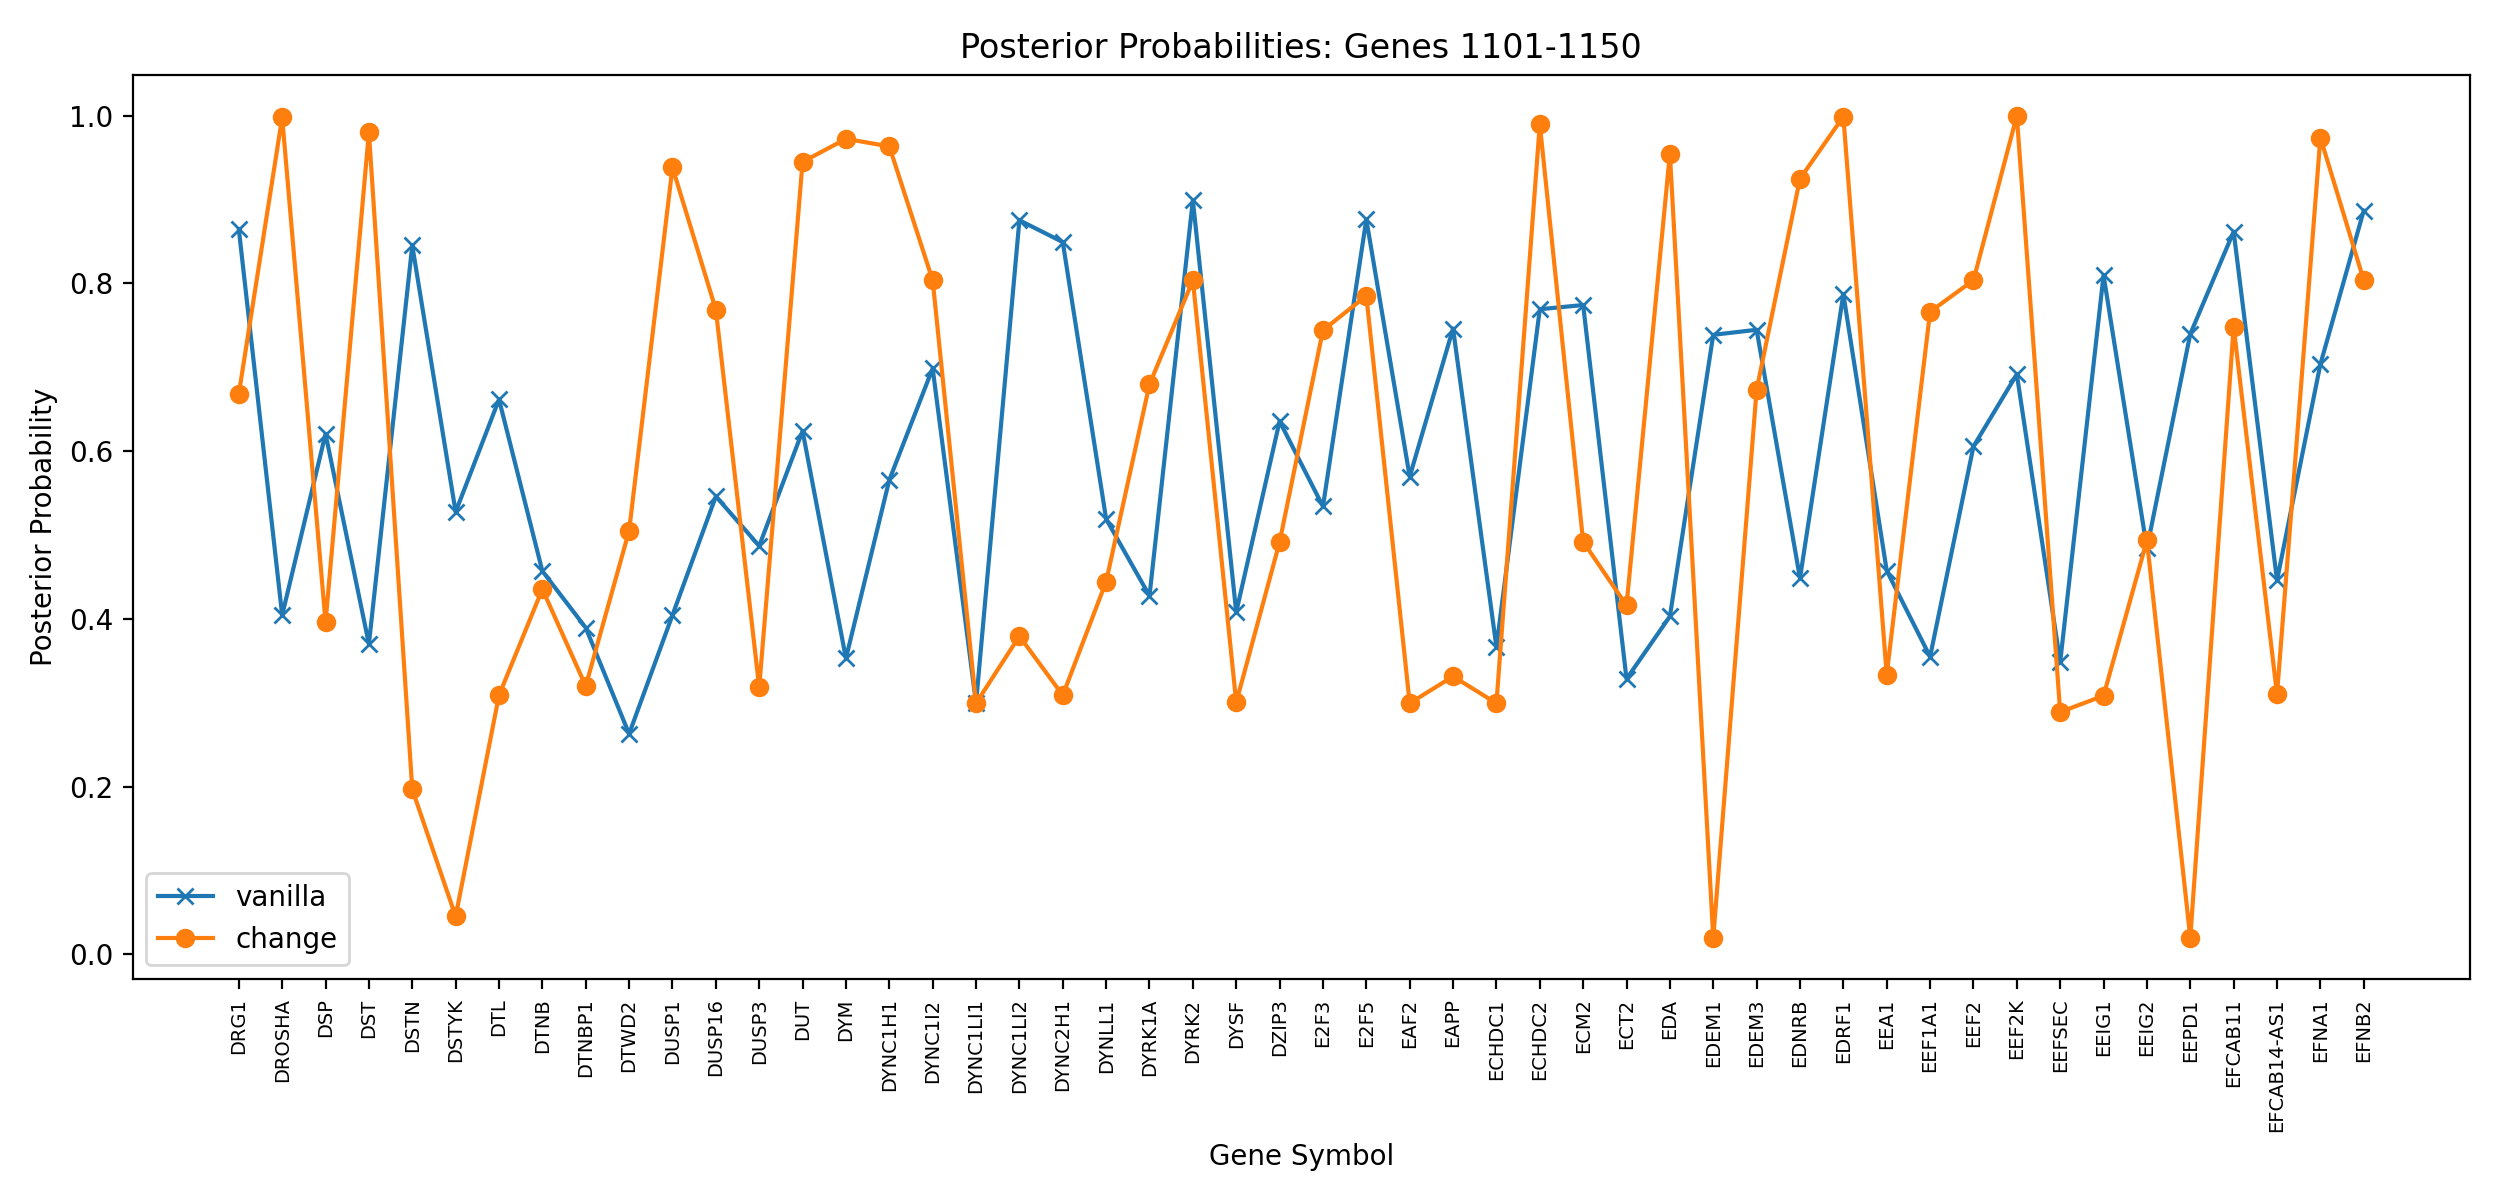 Posterior Probabilities: Genes 1101-1150
Posterior Probability
1.0
0.8
0.6
0.4
0.2
0.0
vanilla
change
DRG1
DROSHA
DSP
DST
DSTN
DSTYK
DTL
DTNB
DTNBP1
DTWD2
DUSP1
DUSP16
DUSP3
DUT
DYM
DYNC1H1
DYNC1I2
DYNC1LI1
DYNC1LI2
DYNC2H1
DYNLL1
DYRK1A
DYRK2
DYSF
DZIP3
E2F3
E2F5
EAF2
EAPP
ECHDC1
ECHDC2
ECM2
ECT2
EDA
EDEM1
EDEM3
EDNRB
EDRF1
EEA1
EEF1A1
EEF2
EEF2K
EEFSEC
EEIG1
EEIG2
EEPD1
EFCAB11
EFCAB14-AS1
EFNA1
EFNB2
Gene Symbol